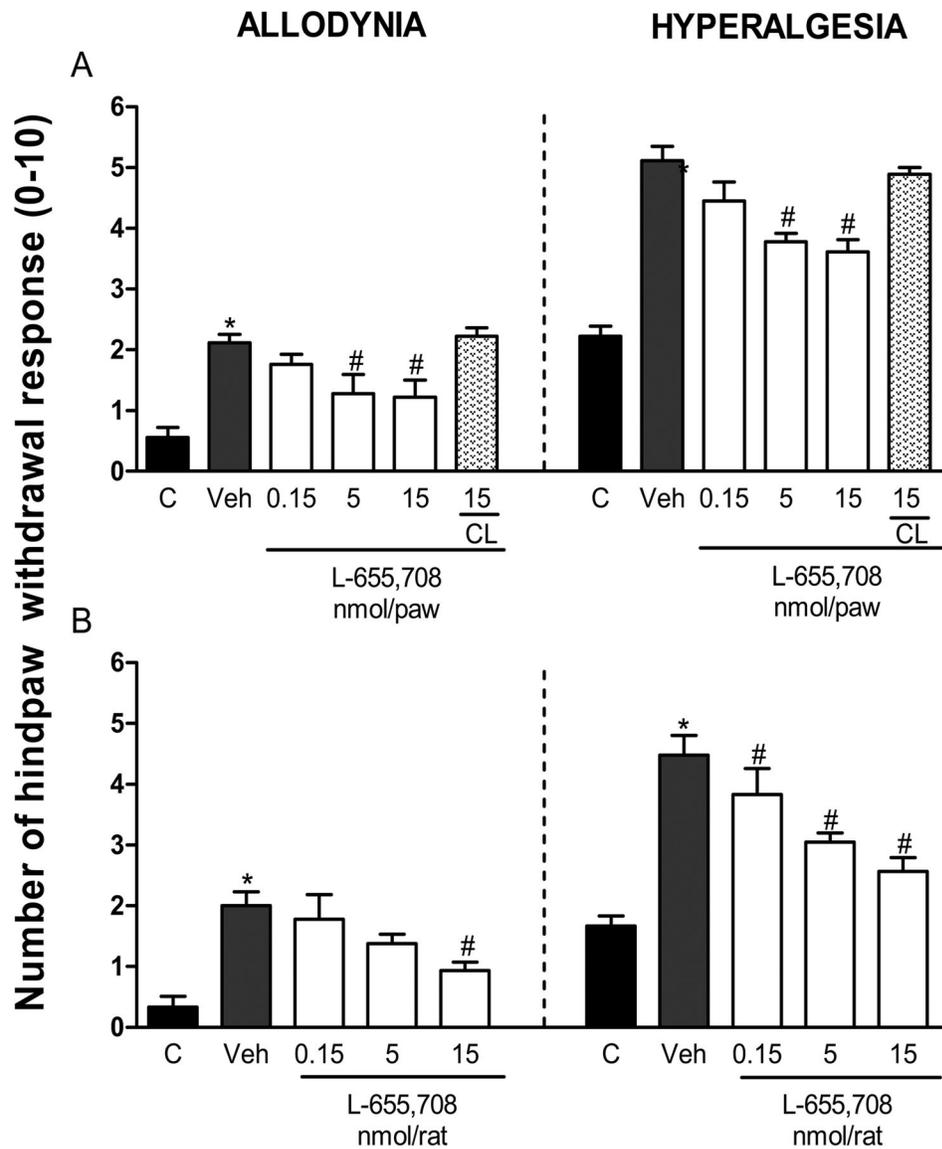 ALLODYNIA HYPERALGESIA
A
Number of hindpaw withdrawal response (0-10)
6
5
4
3
2
1
0
* # #
* # #
C Veh 0.15 5 15 15 C Veh 0.15 5 15 15
CL CL
L-655,708 L-655,708
nmol/paw nmol/paw
B
6
5
4
3
2
1
0
* #
* # # #
C Veh 0.15 5 15 C Veh 0.15 5 15
L-655,708 L-655,708
nmol/rat nmol/rat